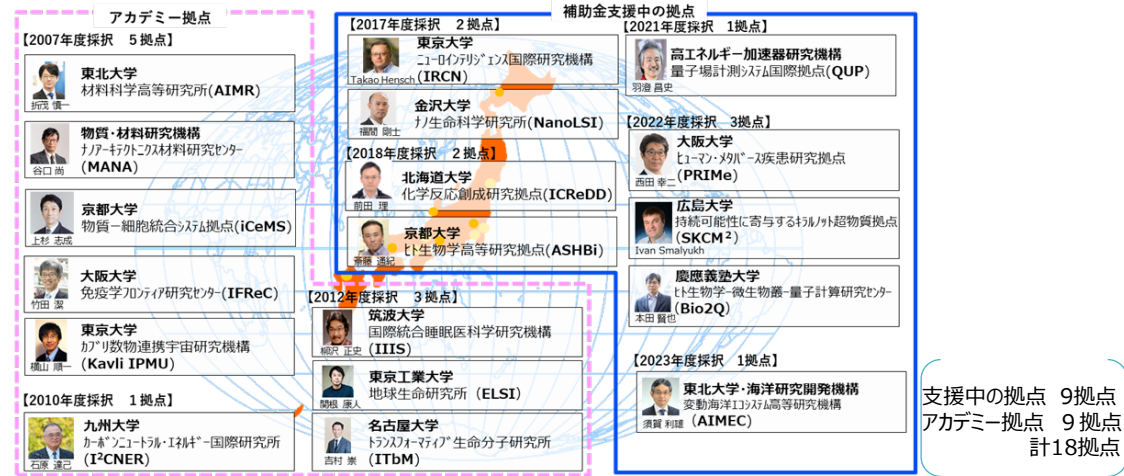 アカデミー拠点
【2007年度採択 5拠点】
東北大学
材料科学高等研究所(AIMR)
折茂 慎一
物質・材料研究機構
ナノアーキテクトニクス材料研究センター
(MANA)
谷口 尚
京都大学
物質－細胞統合システム拠点(iCeMS)
上杉 志成
大阪大学
免疫学フロンティア研究センター(IFReC)
竹田 潔
東京大学
カブリ数物連携宇宙研究機構
(Kavli IPMU)
横山 順一
【2010年度採択 1拠点】
九州大学
カーボンニュートラル・エネルギー国際研究所
(I²CNER)
石原 達己
【2012年度採択 3拠点】
筑波大学
国際統合睡眠医科学研究機構
(IIIS)
柳沢 正史
東京工業大学
地球生命研究所 (ELSI)
関根 康人
名古屋大学
トランスフォーマティブ生命分子研究所
(ITbM)
吉村 崇
補助金支援中の拠点
【2017年度採択 2拠点】
東京大学
ニューロインテリジェンス国際研究機構
(IRCN)
Takao Hensch
金沢大学
ナノ生命科学研究所(NanoLSI)
福間 剛士
【2018年度採択 2拠点】
北海道大学
化学反応創成研究拠点(ICReDD)
前田 理
京都大学
ヒト生物学高等研究拠点(ASHBi)
斎藤 通紀
【2021年度採択 1拠点】
高エネルギー加速器研究機構
量子場計測システム国際拠点(QUP)
羽澄 昌史
【2022年度採択 3拠点】
大阪大学
ヒューマン・メタバース疾患研究拠点
(PRIMe)
西田 幸二
広島大学
持続可能性に寄与するキラルノット超物質拠点
(SKCM²)
Ivan Smalyukh
慶應義塾大学
ヒト生物学－微生物叢－量子計算研究センター
(Bio2Q)
本田 賢也
【2023年度採択 1拠点】
東北大学・海洋研究開発機構
変動海洋エコシステム高等研究機構
(AIMEC)
須賀 利雄
支援中の拠点 9拠点
アカデミー拠点 9拠点
計18拠点